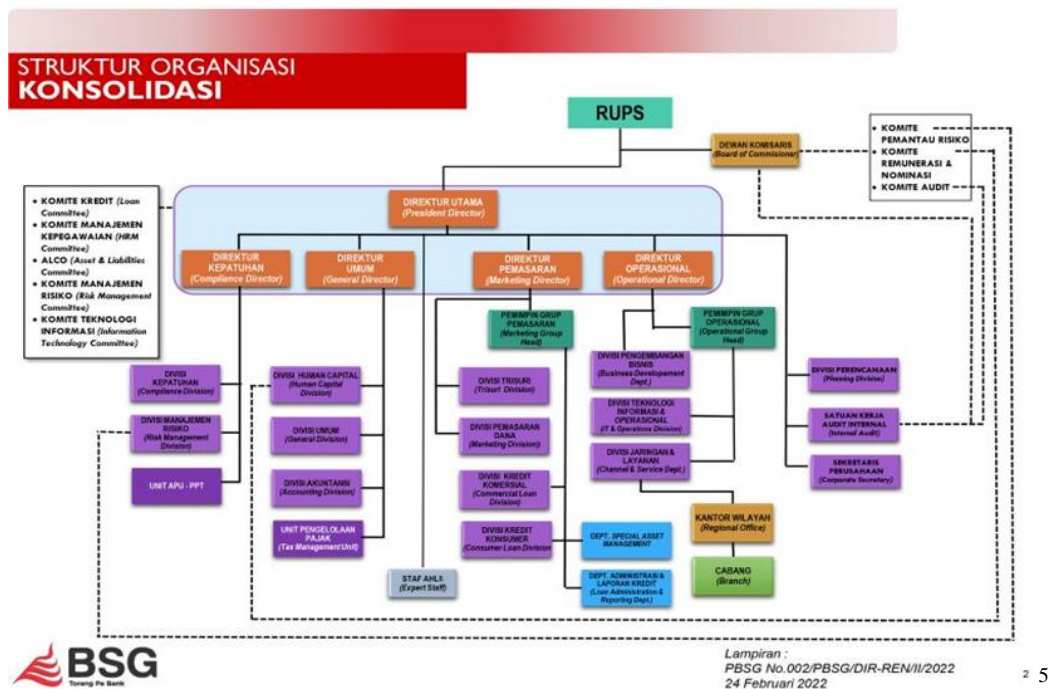 STRUKTUR ORGANISASI
KONSOLIDASI
RUPS
DEWAN KOMISARIS
(Board of Commisioner)
• KOMITE
PEMANTAU RISIKO
• KOMITE
REMUNERASI &
NOMINASI
• KOMITE AUDIT
• KOMITE KREDIT (Loan
Committee)
• KOMITE MANAJEMEN
KEPEGAWAIAN (HRM
Committee)
• ALCO (Asset & Liabilities
Committee)
• KOMITE MANAJEMEN
RISIKO (Risk Management
Committee)
• KOMITE TEKNOLOGI
INFORMASI (Information
Technology Committee)
DIREKTUR UTAMA
(President Director)
DIREKTUR
KEPATUHAN
(Compliance Director)
DIREKTUR
UMUM
(General Director)
DIREKTUR
PEMASARAN
(Marketing Director)
DIREKTUR
OPERASIONAL
(Operational Director)
PEMIMPIN GRUP
PEMASARAN
(Marketing Group
Head)
PEMIMPIN GRUP
OPERASIONAL
(Operational Group
Head)
DIVISI
KEPATUHAN
(Compliance Division)
DIVISI MANAJEMEN
RISIKO
(Risk Management
Division)
UNIT APU - PPT
DIVISI HUMAN CAPITAL
(Human Capital
Division)
DIVISI UMUM
(General Division)
DIVISI AKUNTANSI
(Accounting Division)
UNIT PENGELOLAAN
PAJAK
(Tax Management Unit)
STAF AHLI
(Expert Staff)
DIVISI TRISURI
(Trisuri Division)
DIVISI PEMASARAN
DANA
(Marketing Division)
DIVISI KREDIT
KOMERSIAL
(Commercial Loan
Division)
DIVISI KREDIT
KONSUMER
(Consumer Loan Division
DEPT. SPECIAL ASSET
MANAGEMENT
DEPT. ADMINISTRASI &
LAPORAN KREDIT
(Loan Administration &
Reporting Dept.)
DIVISI PENGEMBANGAN
BISNIS
(Business Developement
Dept.)
DIVISI TEKNOLOGI
INFORMASI &
OPERASIONAL
(IT & Operations Division)
DIVISI JARINGAN &
LAYANAN
(Channel & Service Dept.)
KANTOR WILAYAH
(Regional Office)
CABANG
(Branch)
DIVISI PERENCANAAN
(Planning Division)
SATUAN KERJA
AUDIT INTERNAL
(Internal Audit)
SEKRETARIS
PERUSAHAAN
(Corporate Secretary)
BSG
Torang Pe Bank
Lampiran :
PBSG No.002/PBSG/DIR-REN/II/2022
24 Februari 2022
2 5